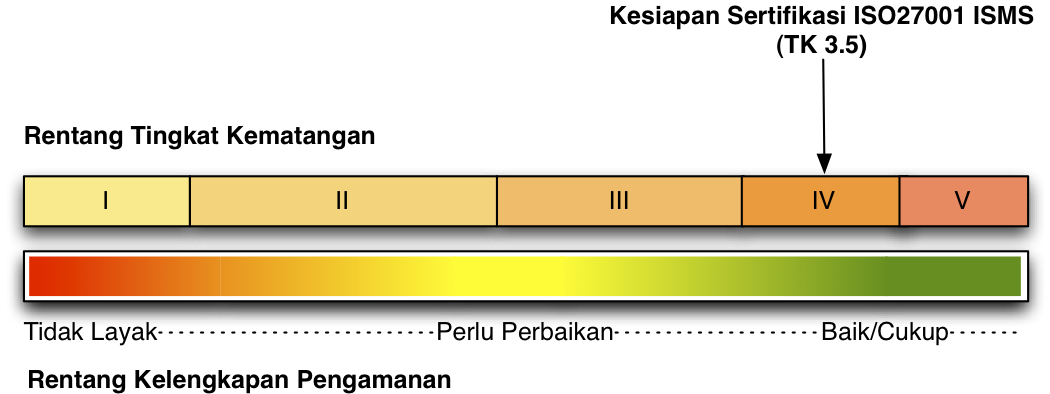 Kesiapan Sertifikasi ISO27001 ISMS
(TK 3.5)
Rentang Tingkat Kematangan
I II III IV V
Tidak Layak Perlu Perbaikan Baik/Cukup
Rentang Kelengkapan Pengamanan